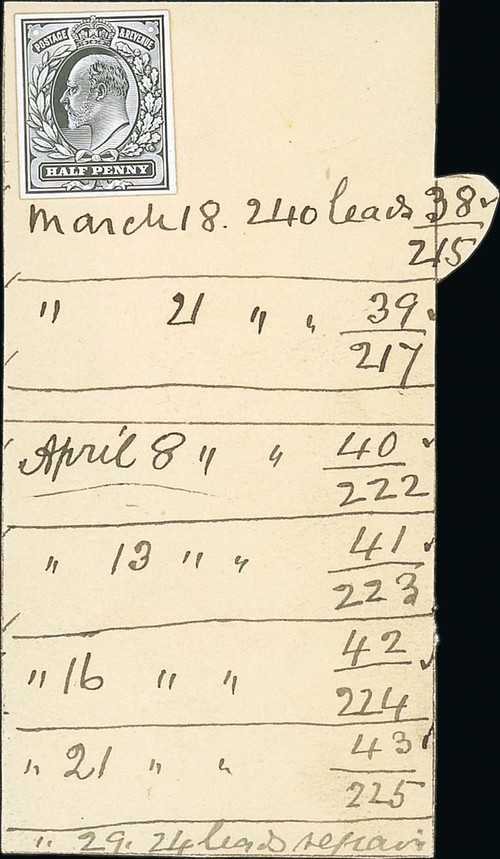 POSTAGE & REVENUE
HALF PENNY
March 18. 240 leads 38
215
" 21 " " 39
217
April 8 " " 40
222
" 13 " " 41
223
" 16 " " 42
224
" 21 " " 43
225
" 29. 24 leads repair